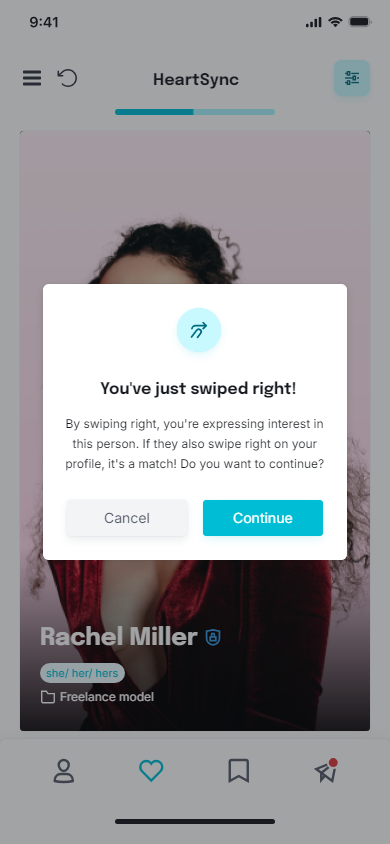 9:41
HeartSync
You've just swiped right!
By swiping right, you're expressing interest in
this person. If they also swipe right on your
profile, it's a match! Do you want to continue?
Cancel
Continue
Rachel Miller
she/ her/ hers
Freelance model